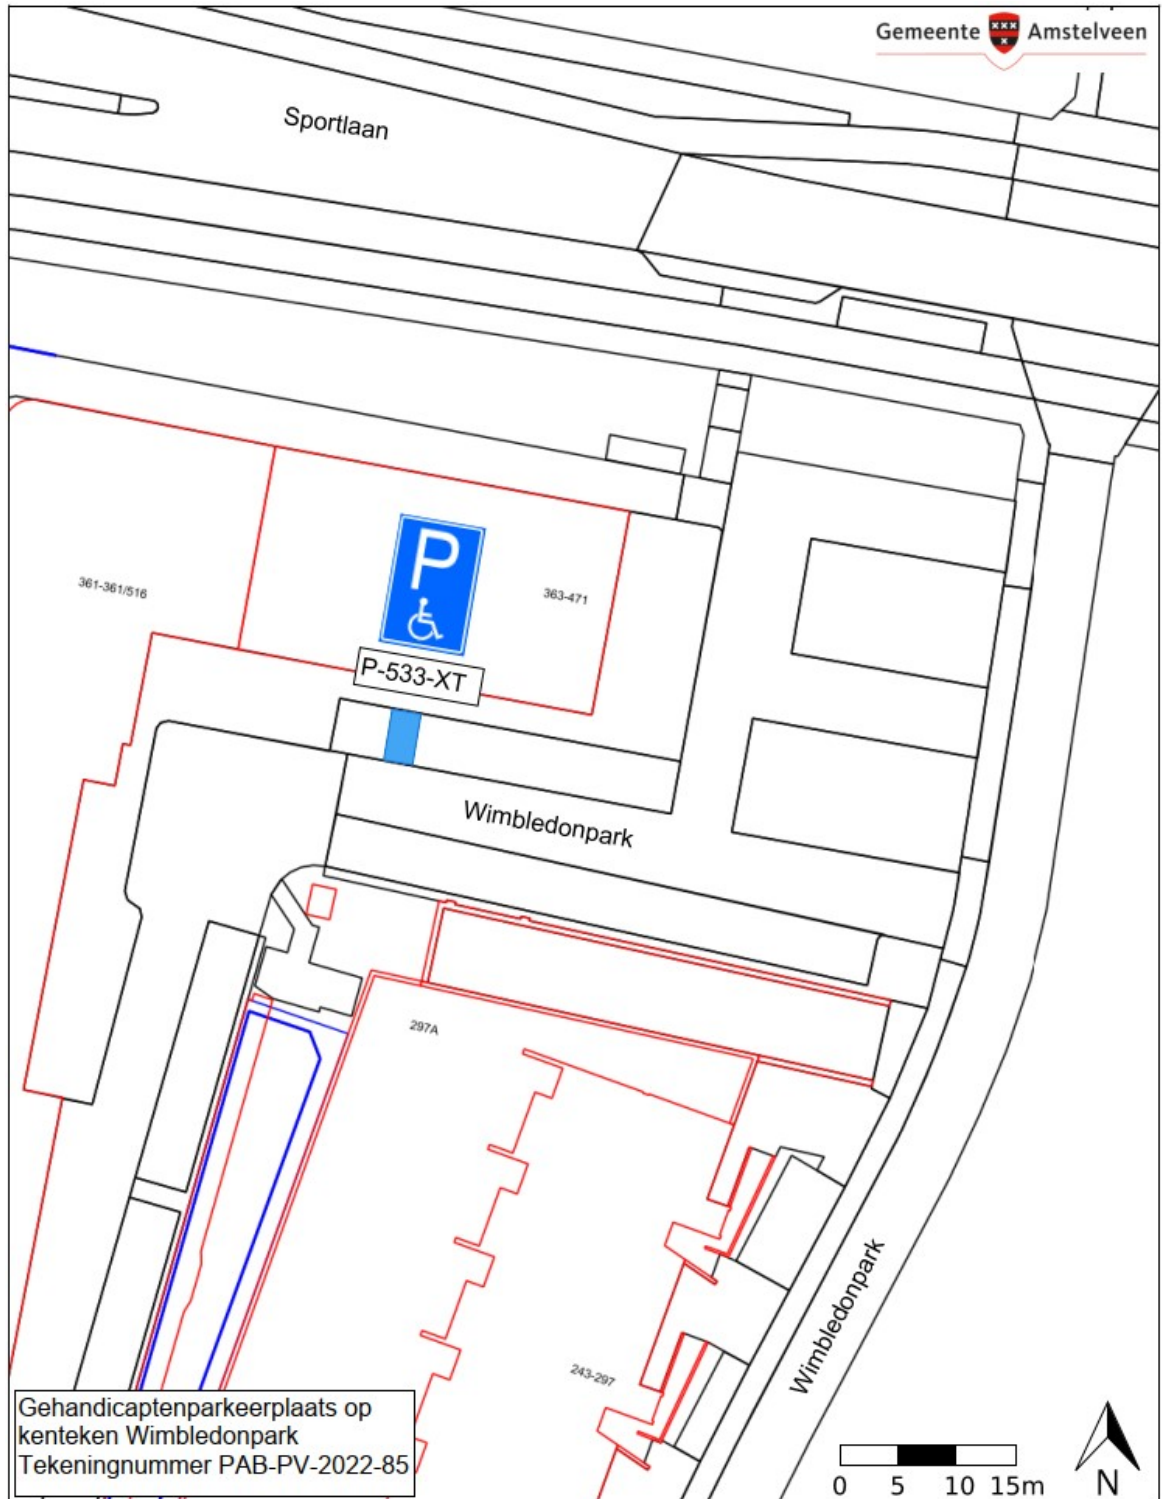 Gemeente Amstelveen
Sportlaan
P
361-361/516
363-471
P-533-XT
Wimbledonpark
297A
243-297
Wimbledonpark
Gehandicaptenparkeerplaats op
kenteken Wimbledonpark
Tekeningnummer PAB-PV-2022-85
0 5 10 15m
N